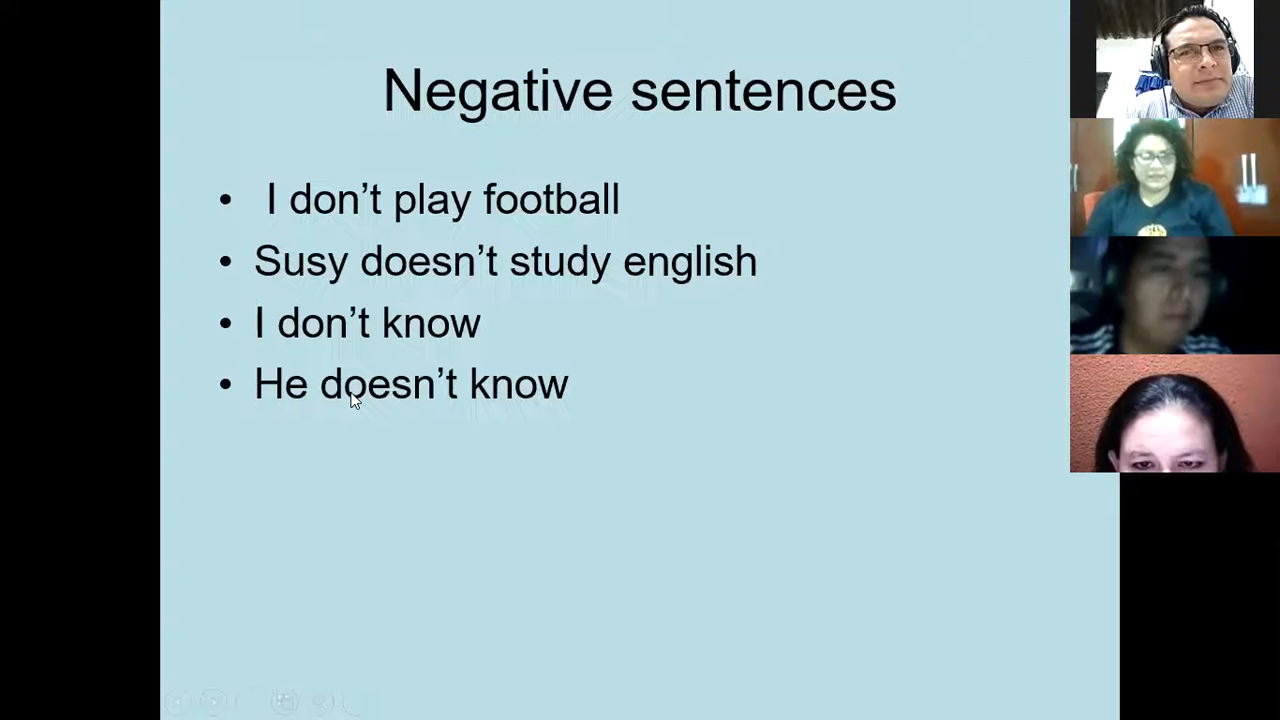 Negative sentences
• I don’t play football
• Susy doesn’t study english
• I don’t know
• He doesn’t know